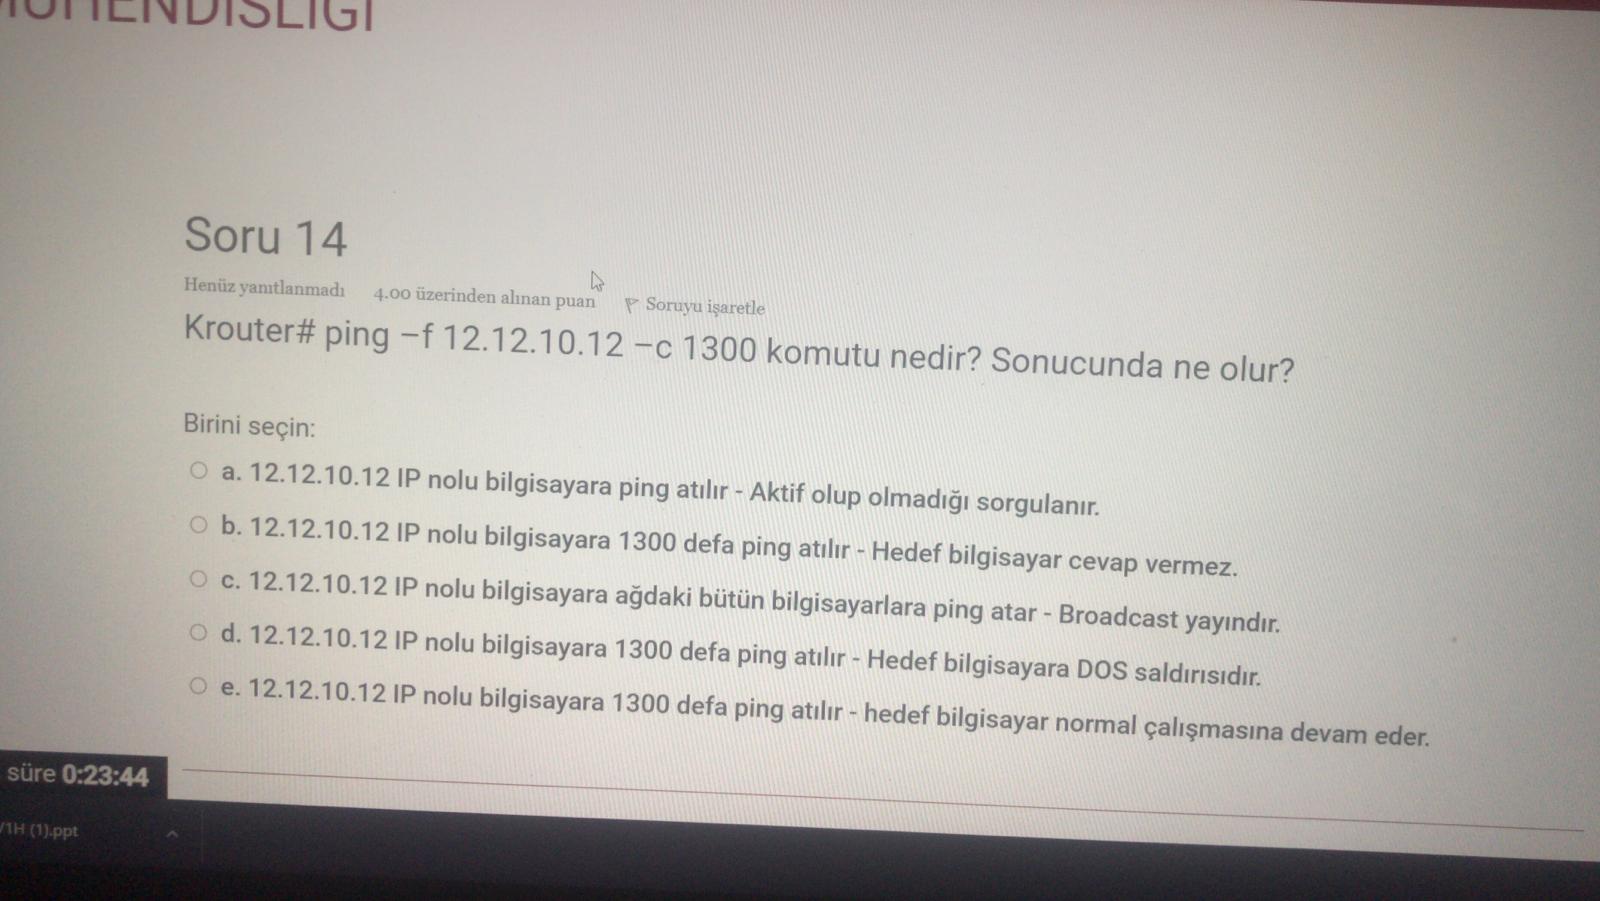 MÜHENDİSLİĞİ
Soru 14
Henüz yanıtlanmadı 4.00 üzerinden alınan puan Soruyu işaretle
Krouter# ping –f 12.12.10.12 –c 1300 komutu nedir? Sonucunda ne olur?
Birini seçin:
a. 12.12.10.12 IP nolu bilgisayara ping atılır - Aktif olup olmadığı sorgulanır.
b. 12.12.10.12 IP nolu bilgisayara 1300 defa ping atılır - Hedef bilgisayar cevap vermez.
c. 12.12.10.12 IP nolu bilgisayara ağdaki bütün bilgisayarlara ping atar - Broadcast yayındır.
d. 12.12.10.12 IP nolu bilgisayara 1300 defa ping atılır - Hedef bilgisayara DOS saldırısıdır.
e. 12.12.10.12 IP nolu bilgisayara 1300 defa ping atılır - hedef bilgisayar normal çalışmasına devam eder.
süre 0:23:44
/1H (1).ppt